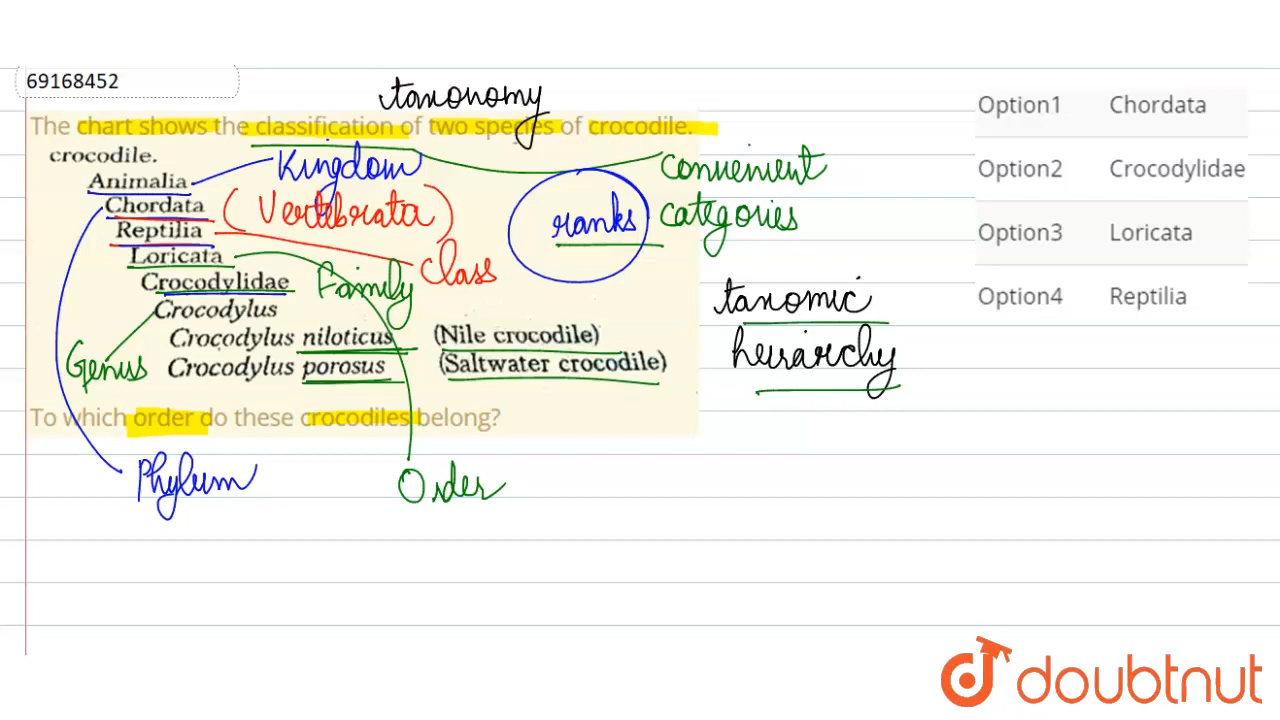 69168452
taxonomy
The chart shows the classification of two species of crocodile.
crocodile.
Animalia
Kingdom
Convenient
Chordata
(Vertebrata)
ranks
categories
Reptilia
class
Loricata
Crocodylidae
Family
Crocodylus
Crocodylus niloticus (Nile crocodile)
Genus
Crocodylus porosus (Saltwater crocodile)
tanomic
heirarchy
To which order do these crocodiles belong?
Phylum
Order
Option1 Chordata
Option2 Crocodylidae
Option3 Loricata
Option4 Reptilia
doubtnut